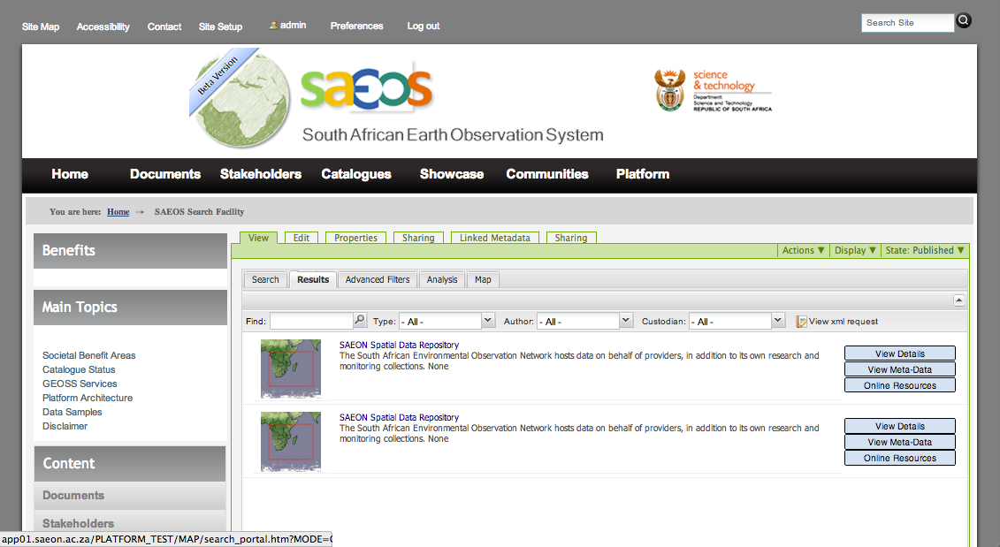 Site Map Accessibility Contact Site Setup admin Preferences Log out Search Site
Beta Version
saeos
South African Earth Observation System
science
& technology
Department:
Science and Technology
REPUBLIC OF SOUTH AFRICA
Home Documents Stakeholders Catalogues Showcase Communities Platform
You are here: Home → SAEOS Search Facility
Benefits
Main Topics
Societal Benefit Areas
Catalogue Status
GEOSS Services
Platform Architecture
Data Samples
Disclaimer
Content
Documents
Stakeholders
View Edit Properties Sharing Linked Metadata Sharing
Actions ▼ Display ▼ State: Published ▼
Search Results Advanced Filters Analysis Map
Find: Type: - All - Author: - All - Custodian: - All - View xml request
SAEON Spatial Data Repository
The South African Environmental Observation Network hosts data on behalf of providers, in addition to its own research and
monitoring collections. None
View Details
View Meta-Data
Online Resources
SAEON Spatial Data Repository
The South African Environmental Observation Network hosts data on behalf of providers, in addition to its own research and
monitoring collections. None
View Details
View Meta-Data
Online Resources
app01.saeon.ac.za/PLATFORM_TEST/MAP/search_portal.htm?MODE=